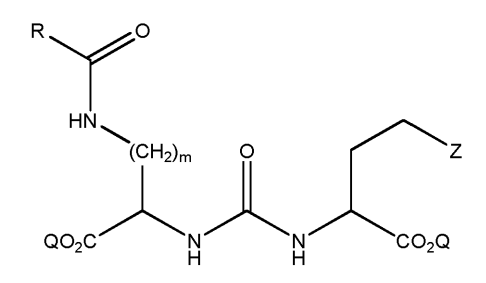 R O
HN
(CH2)m O Z
QO2C N N CO2Q
H H